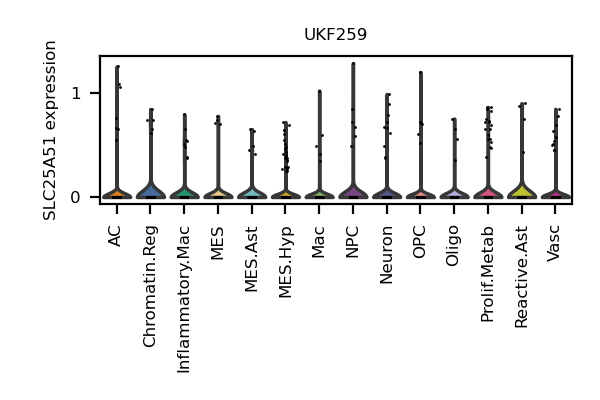 UKF259
SLC25A51 expression
1
0
AC
Chromatin.Reg
Inflammatory.Mac
MES
MES.Ast
MES.Hyp
Mac
NPC
Neuron
OPC
Oligo
Prolif.Metab
Reactive.Ast
Vasc